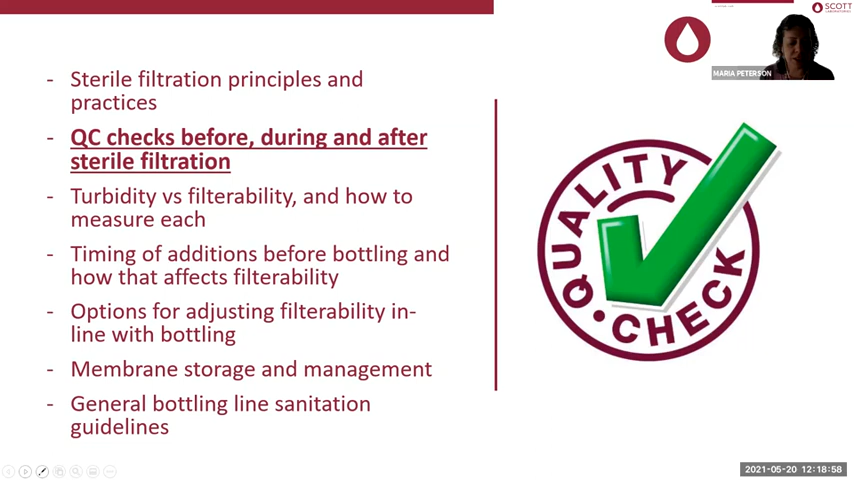 SCOTT
LABORATORIES
MARIA PETERSON
- Sterile filtration principles and
practices
- QC checks before, during and after
sterile filtration
- Turbidity vs filterability, and how to
measure each
- Timing of additions before bottling and
how that affects filterability
- Options for adjusting filterability in-
line with bottling
- Membrane storage and management
- General bottling line sanitation
guidelines
QUALITY
• CHECK
2021-05-20 12:18:58